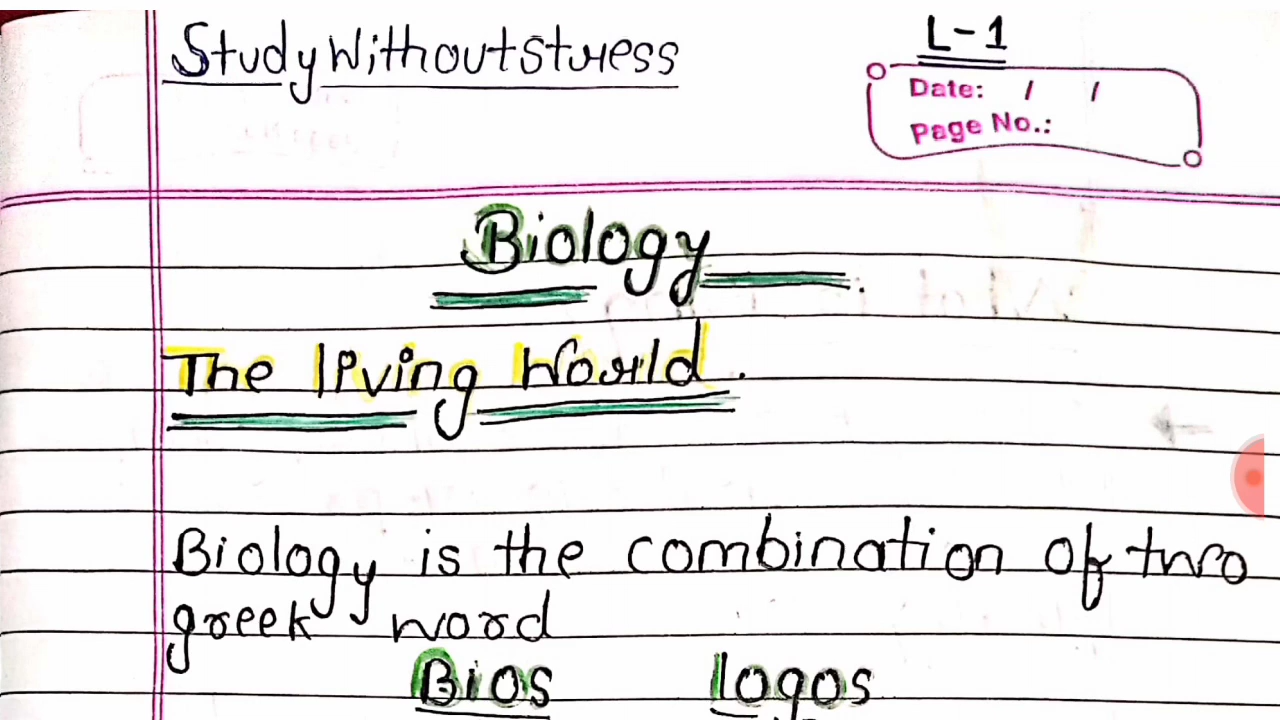 StudyWithoutstress
L-1
Date: / /
Page No.:
Biology
The living World.
Biology is the combination of two
greek word
Bios logos